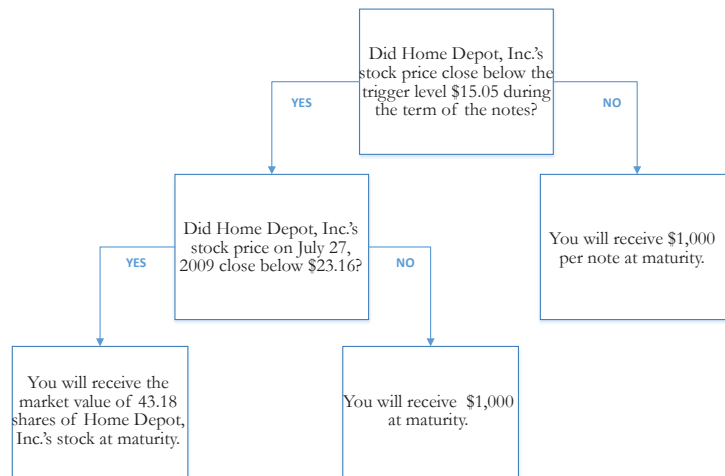 Did Home Depot, Inc.'s
stock price close below the
trigger level $15.05 during
the term of the notes?
YES
NO
Did Home Depot, Inc.'s
stock price on July 27,
2009 close below $23.16?
You will receive $1,000
per note at maturity.
YES
NO
You will receive the
market value of 43.18
shares of Home Depot,
Inc.'s stock at maturity.
You will receive $1,000
at maturity.